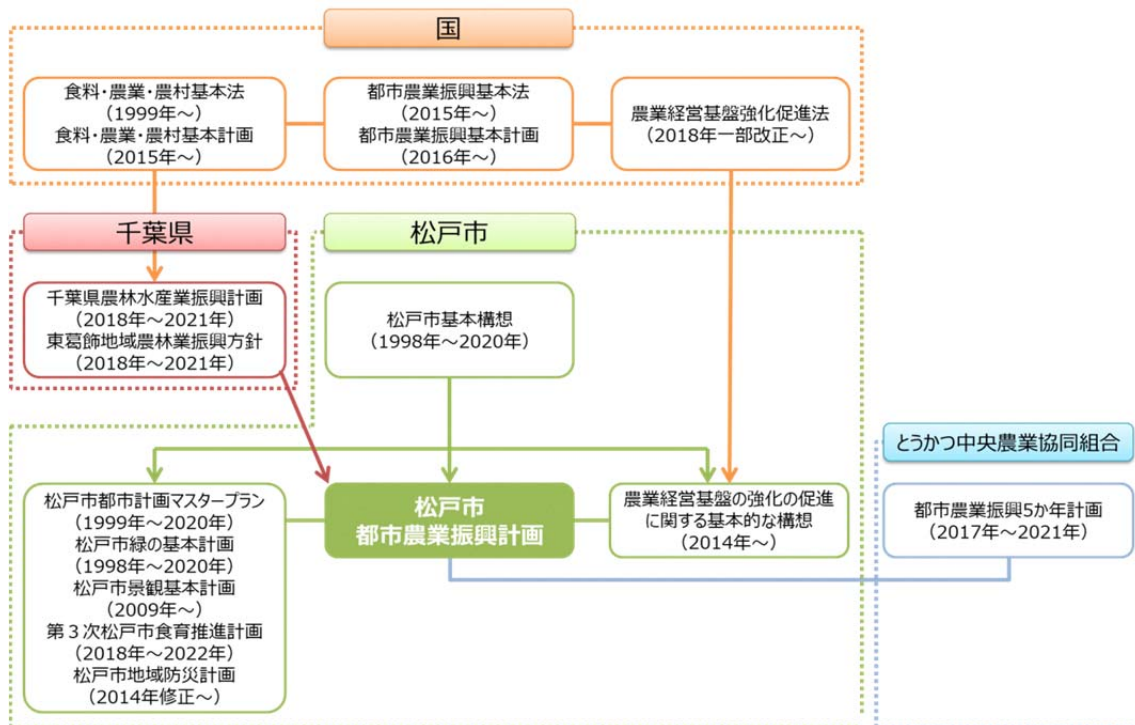 国
食料・農業・農村基本法
（1999年～）
食料・農業・農村基本計画
（2015年～）
都市農業振興基本法
（2015年～）
都市農業振興基本計画
（2016年～）
農業経営基盤強化促進法
（2018年一部改正～）
千葉県
千葉県農林水産業振興計画
（2018年～2021年）
東葛飾地域農林業振興方針
（2018年～2021年）
松戸市
松戸市基本構想
（1998年～2020年）
松戸市都市計画マスタープラン
（1999年～2020年）
松戸市緑の基本計画
（1998年～2020年）
松戸市景観基本計画
（2009年～）
第３次松戸市食育推進計画
（2018年～2022年）
松戸市地域防災計画
（2014年修正～）
松戸市
都市農業振興計画
農業経営基盤の強化の促進
に関する基本的な構想
（2014年～）
とうかつ中央農業協同組合
都市農業振興5か年計画
（2017年～2021年）